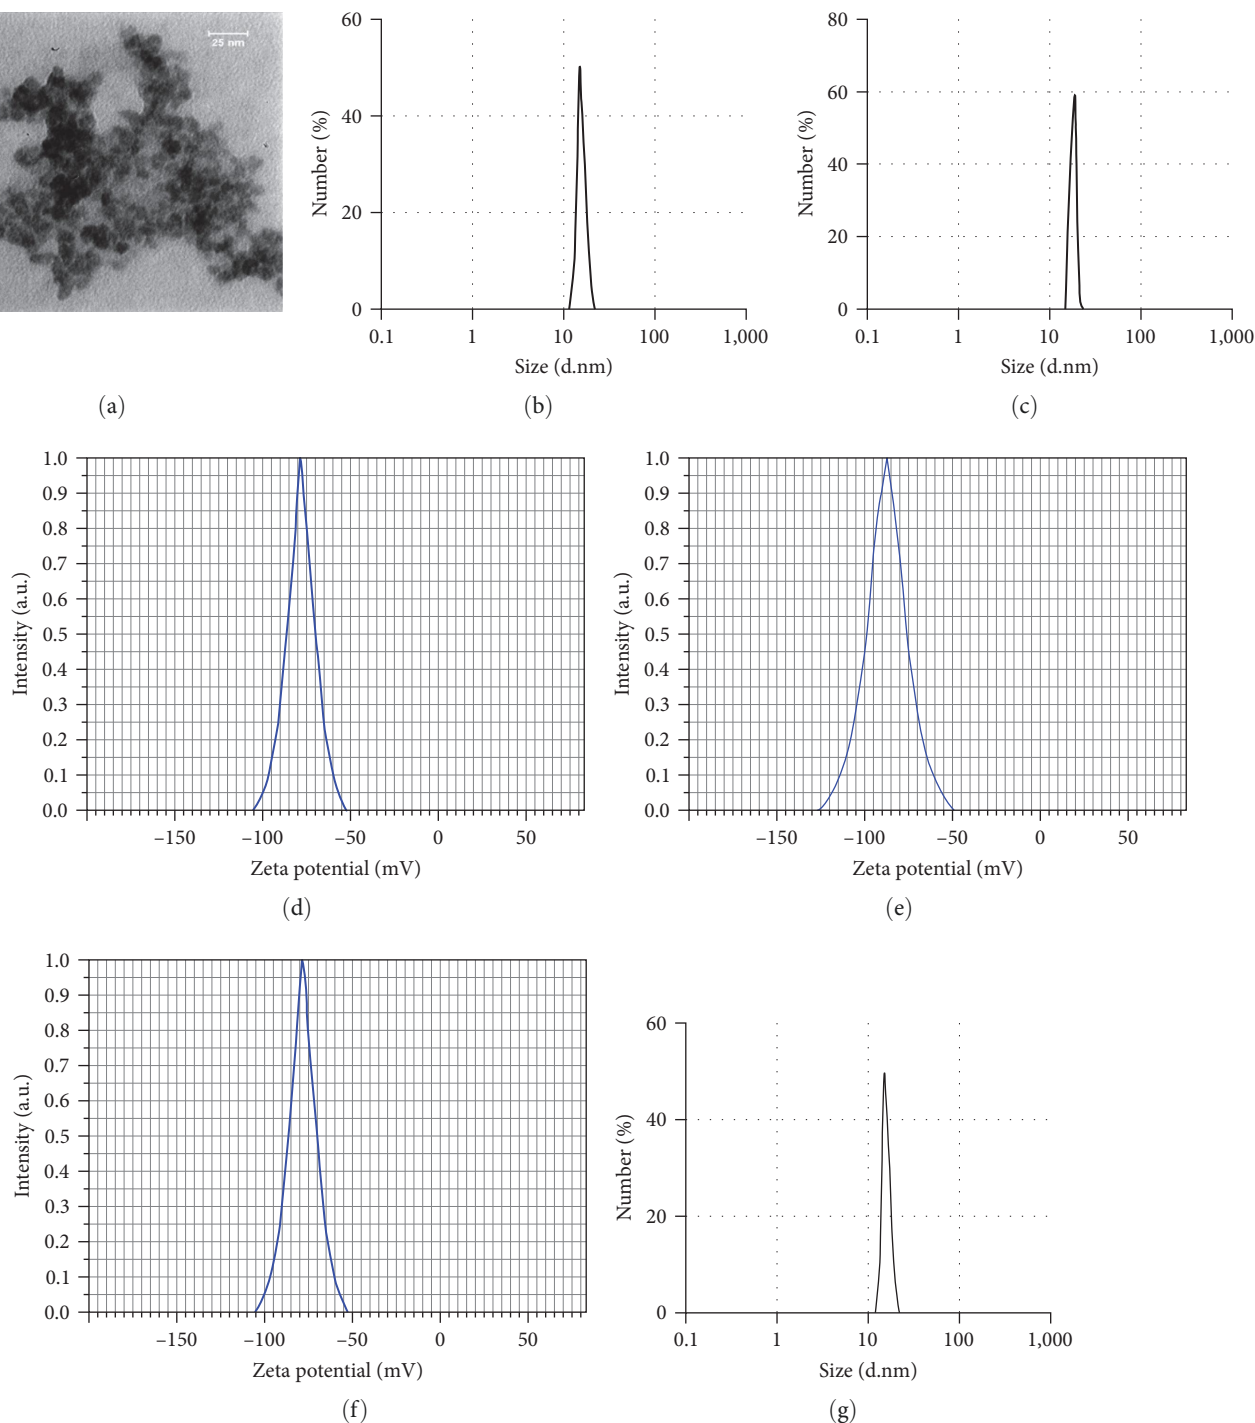 25 nm
60
40
20
0
Number (%)
0.1 1 10 100 1,000
Size (d.nm)
80
60
40
20
0
Number (%)
0.1 1 10 100 1,000
Size (d.nm)
(a)
(b)
(c)
1.0
0.9
0.8
0.7
0.6
0.5
0.4
0.3
0.2
0.1
0.0
Intensity (a.u.)
−150 −100 −50 0 50
Zeta potential (mV)
(d)
1.0
0.9
0.8
0.7
0.6
0.5
0.4
0.3
0.2
0.1
0.0
Intensity (a.u.)
−150 −100 −50 0 50
Zeta potential (mV)
(e)
1.0
0.9
0.8
0.7
0.6
0.5
0.4
0.3
0.2
0.1
0.0
Intensity (a.u.)
−150 −100 −50 0 50
Zeta potential (mV)
(f)
60
40
20
0
Number (%)
0.1 1 10 100 1,000
Size (d.nm)
(g)